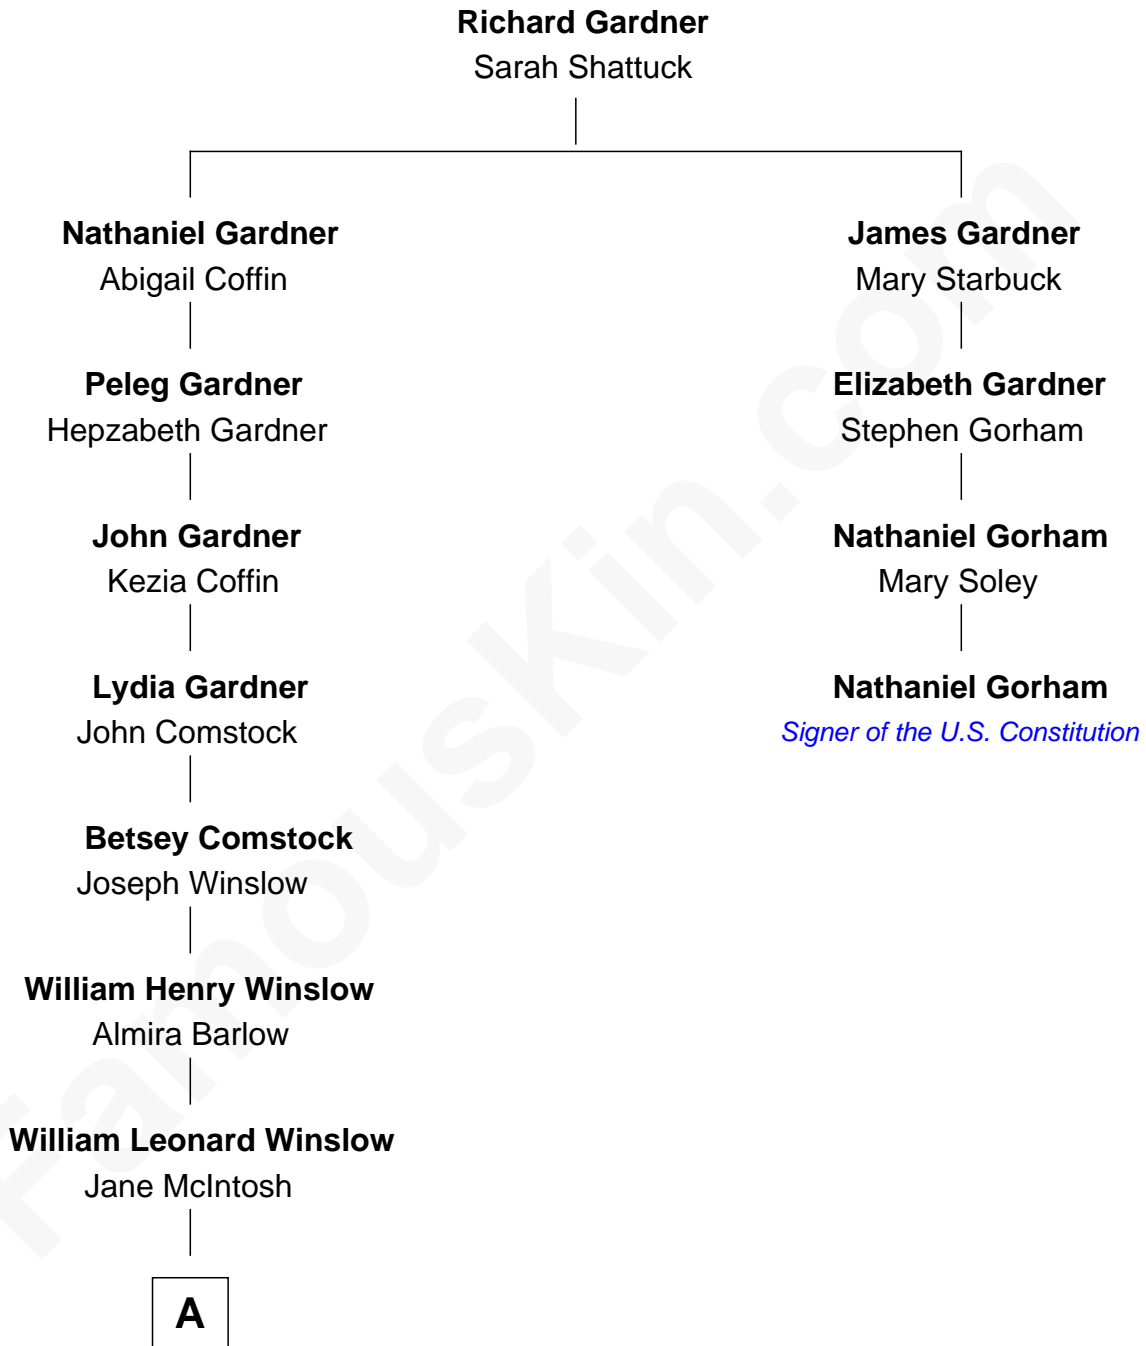 Richard Gardner
Sarah Shattuck
Nathaniel Gardner
Abigail Coffin
James Gardner
Mary Starbuck
Peleg Gardner
Hepzabeth Gardner
Elizabeth Gardner
Stephen Gorham
John Gardner
Kezia Coffin
Nathaniel Gorham
Mary Soley
Lydia Gardner
John Comstock
Nathaniel Gorham
Signer of the U.S. Constitution
Betsey Comstock
Joseph Winslow
William Henry Winslow
Almira Barlow
William Leonard Winslow
Jane McIntosh
A
FamousKin.com